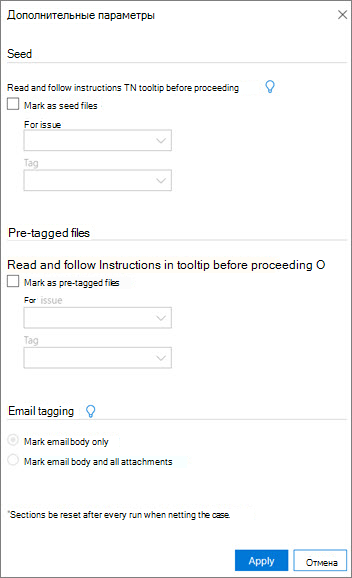 Дополнительные параметры
Seed
Read and follow instructions TN tooltip before proceeding
Mark as seed files
For issue
Tag
Pre-tagged files
Read and follow Instructions in tooltip before proceeding O
Mark as pre-tagged files
For issue
Tag
Email tagging
Mark email body only
Mark email body and all attachments
*Sections be reset after every run when netting the case.
Apply
Отмена